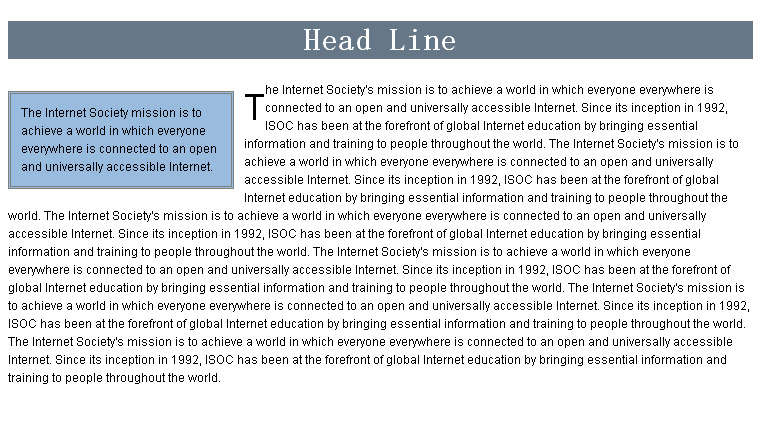 Head Line
The Internet Society mission is to
achieve a world in which everyone
everywhere is connected to an open
and universally accessible Internet.
The Internet Society's mission is to achieve a world in which everyone everywhere is
connected to an open and universally accessible Internet. Since its inception in 1992,
ISOC has been at the forefront of global Internet education by bringing essential
information and training to people throughout the world. The Internet Society's mission is to
achieve a world in which everyone everywhere is connected to an open and universally
accessible Internet. Since its inception in 1992, ISOC has been at the forefront of global
Internet education by bringing essential information and training to people throughout the
world. The Internet Society's mission is to achieve a world in which everyone everywhere is connected to an open and universally
accessible Internet. Since its inception in 1992, ISOC has been at the forefront of global Internet education by bringing essential
information and training to people throughout the world. The Internet Society's mission is to achieve a world in which everyone
everywhere is connected to an open and universally accessible Internet. Since its inception in 1992, ISOC has been at the forefront of
global Internet education by bringing essential information and training to people throughout the world. The Internet Society's mission is
to achieve a world in which everyone everywhere is connected to an open and universally accessible Internet. Since its inception in 1992,
ISOC has been at the forefront of global Internet education by bringing essential information and training to people throughout the world.
The Internet Society's mission is to achieve a world in which everyone everywhere is connected to an open and universally accessible
Internet. Since its inception in 1992, ISOC has been at the forefront of global Internet education by bringing essential information and
training to people throughout the world.